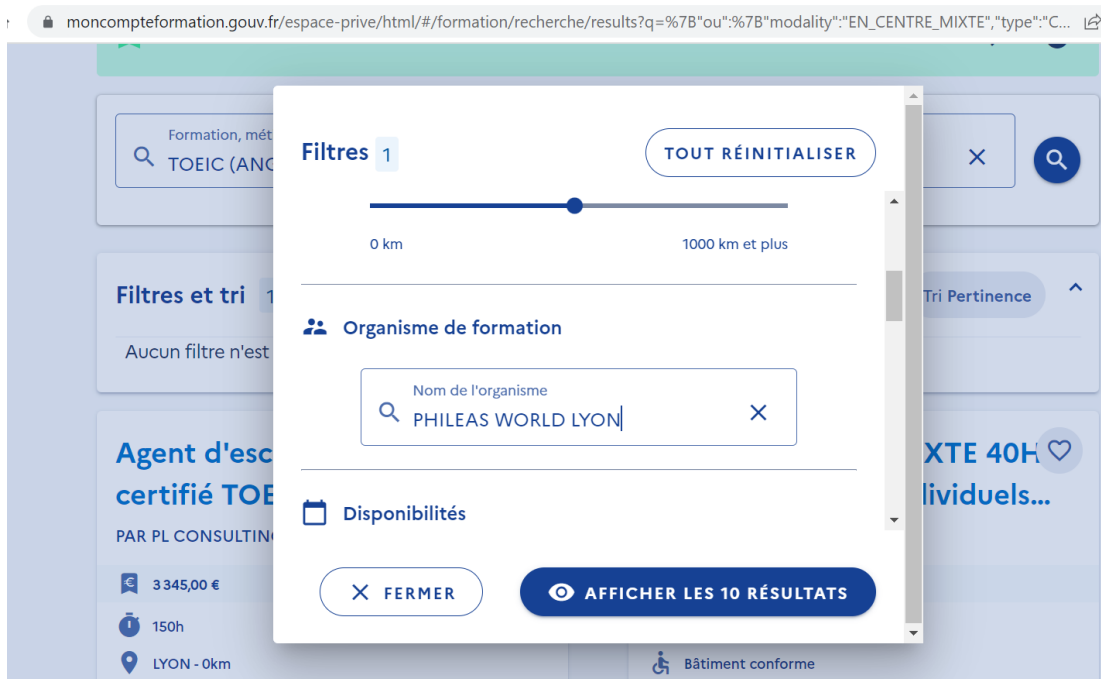 moncompteformation.gouv.fr/espace-prive/html/#/formation/recherche/results?q=%7B"ou":%7B"modality":"EN_CENTRE_MIXTE","type":"C...
Formation, mét
TOEIC (ANG
Filtres 1
TOUT RÉINITIALISER
0 km
1000 km et plus
Filtres et tri 1
Tri Pertinence
Aucun filtre n'est
Organisme de formation
Nom de l'organisme
PHILEAS WORLD LYON
Disponibilités
FERMER
AFFICHER LES 10 RÉSULTATS
Agent d'esc
certifié TOE
PAR PL CONSULTIN
3 345,00 €
150h
LYON - 0km
XTE 40H
dividuels...
Bâtiment conforme